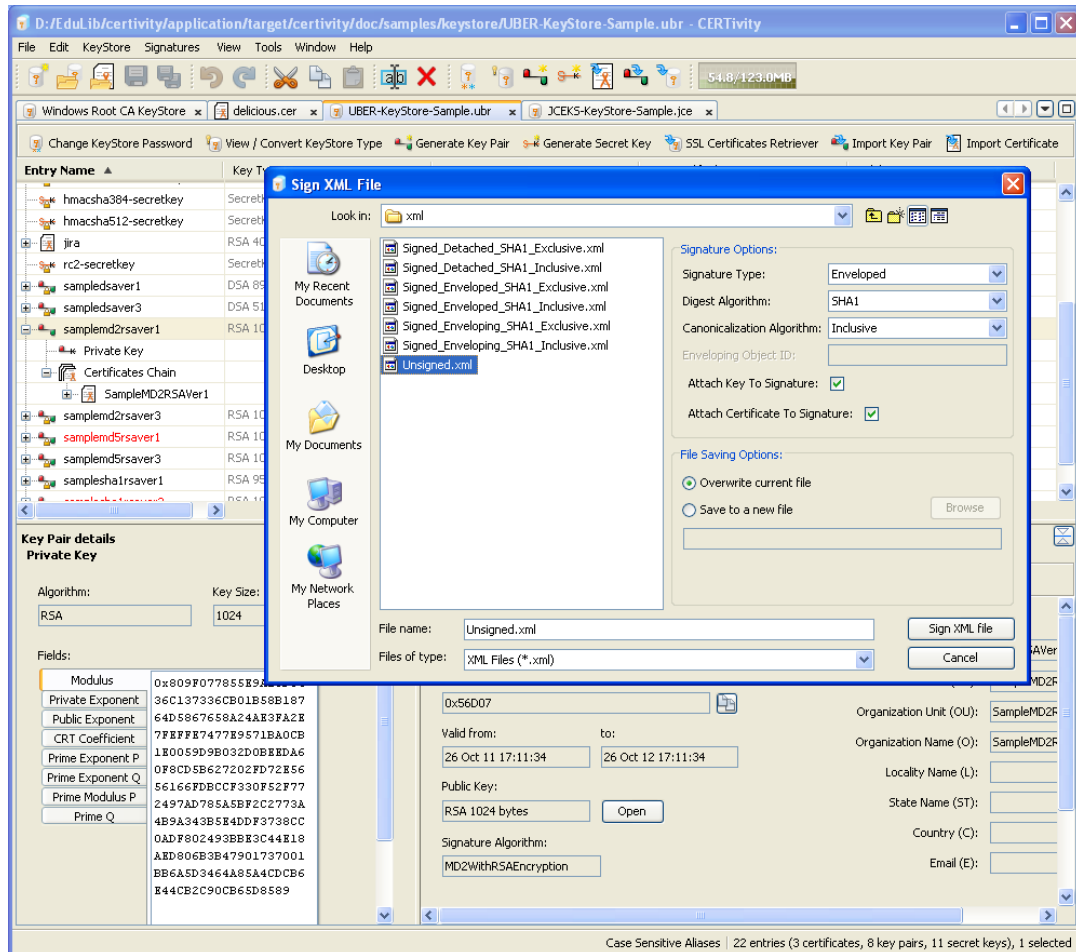 D:/EduLib/certivity/application/target/certivity/doc/samples/keystore/UBER-KeyStore-Sample.ubr - CERTivity
File Edit KeyStore Signatures View Tools Window Help
54.8/123.0MB
Windows Root CA KeyStore x delicious.cer x UBER-KeyStore-Sample.ubr x JCEKS-KeyStore-Sample.jce x
Change KeyStore Password View / Convert KeyStore Type Generate Key Pair Generate Secret Key SSL Certificates Retriever Import Key Pair Import Certificate
Entry Name
hmacsha384-secretkey
hmacsha512-secretkey
jira
rc2-secretkey
sampledsaver1 DSA
sampledsaver3 DSA
samplemd2rsaver1 RSA
Private Key
Certificates Chain
SampleMD2RSAVer1
samplemd2rsaver3 RSA
samplemd5rsaver1 RSA
samplemd5rsaver3 RSA
samplesha1rsaver1 RSA
Sign XML File
Look in: xml
My Recent Documents
Desktop
My Documents
My Computer
My Network Places
Signed_Detached_SHA1_Exclusive.xml
Signed_Detached_SHA1_Inclusive.xml
Signed_Enveloped_SHA1_Exclusive.xml
Signed_Enveloped_SHA1_Inclusive.xml
Signed_Enveloping_SHA1_Exclusive.xml
Signed_Enveloping_SHA1_Inclusive.xml
Unsigned.xml
Signature Options:
Signature Type: Enveloped
Digest Algorithm: SHA1
Canonicalization Algorithm: Inclusive
Enveloping Object ID:
Attach Key To Signature:
Attach Certificate To Signature:
File Saving Options:
Overwrite current file
Save to a new file Browse
File name: Unsigned.xml Sign XML file
Files of type: XML Files (*.xml) Cancel
Key Pair details
Private Key
Algorithm: Key Size:
RSA 1024
Fields:
Modulus
Private Exponent
Public Exponent
CRT Coefficient
Prime Exponent P
Prime Exponent Q
Prime Modulus P
Prime Q
36C137336CB01B58B187
64D5867658A24AE3FA2E
7FEFFE7477E9571BA0CB
1E0059D9B032D0BEEDA6
0F8CD5B627202FD72E56
56166FDBCCF330F52F77
2497AD785A5BF2C2773A
4B9A343B5E4DDF3738CC
0ADF802493BBE3C44E18
AED806B3B47901737001
BB6A5D3464A85A4CDCB6
E44CB2C90CB65D8589
0x56D07
Valid from: to:
26 Oct 11 17:11:34 26 Oct 12 17:11:34
Public Key:
RSA 1024 bytes Open
Signature Algorithm:
MD2WithRSAEncryption
Organization Unit (OU): SampleMD2R
Organization Name (O): SampleMD2R
Locality Name (L):
State Name (ST):
Country (C):
Email (E):
Case Sensitive Aliases 22 entries (3 certificates, 8 key pairs, 11 secret keys), 1 selected